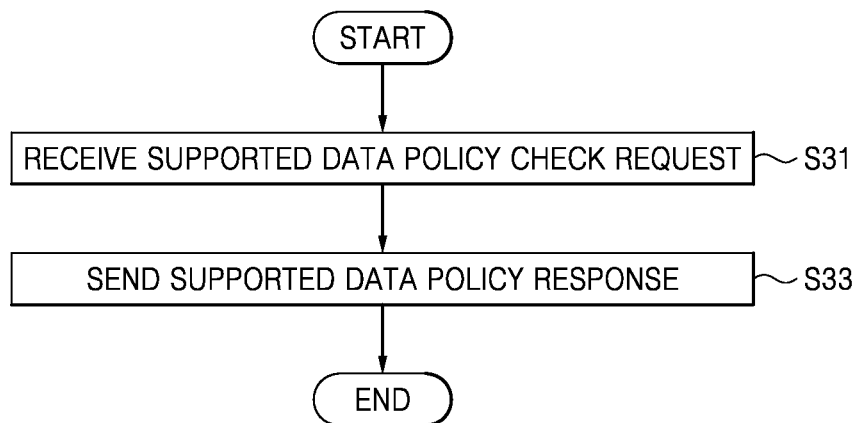 START
RECEIVE SUPPORTED DATA POLICY CHECK REQUEST S31
SEND SUPPORTED DATA POLICY RESPONSE S33
END